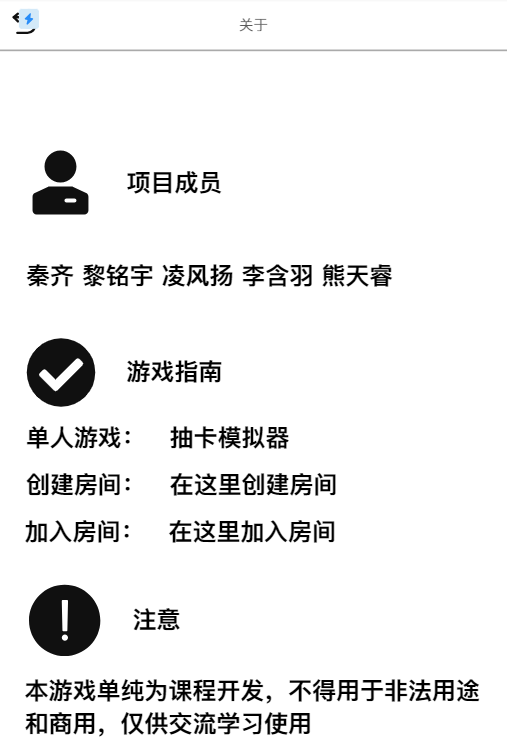 关于
项目成员
秦齐 黎铭宇 凌风扬 李含羽 熊天睿
游戏指南
单人游戏： 抽卡模拟器
创建房间： 在这里创建房间
加入房间： 在这里加入房间
注意
本游戏单纯为课程开发，不得用于非法用途
和商用，仅供交流学习使用